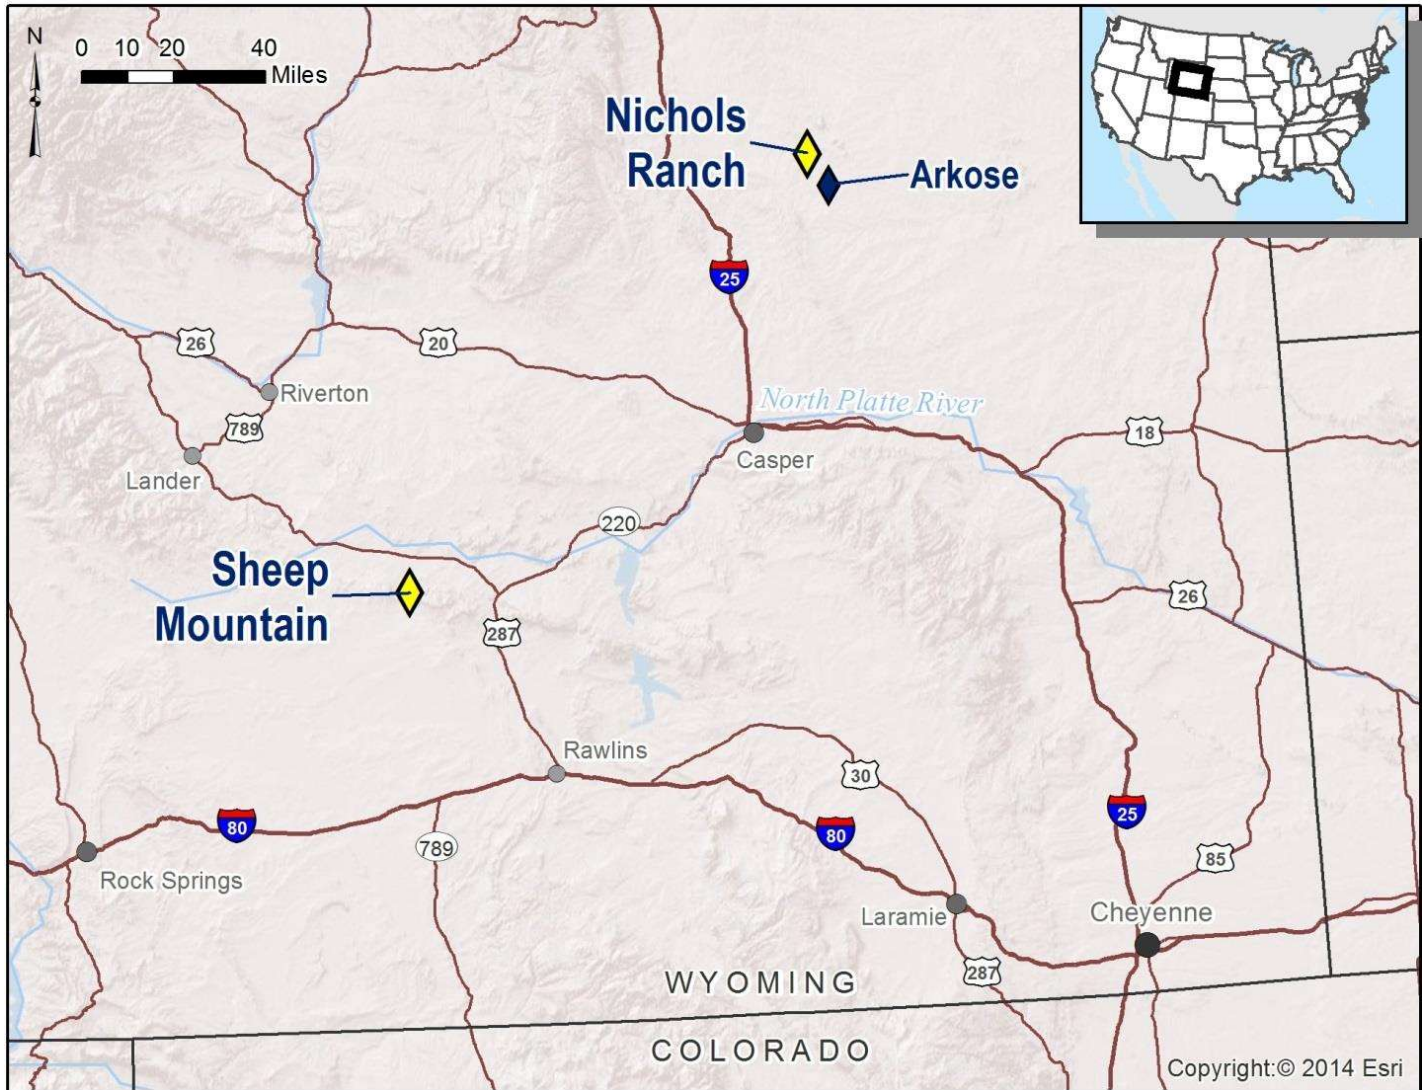 N
0 10 20 40
Miles
Nichols
Ranch
Arkose
25
26
20
Riverton
789
Lander
North Platte River
Casper
18
220
Sheep
Mountain
287
26
Rawlins
30
80
789
80
25
85
Rock Springs
Laramie
Cheyenne
287
WYOMING
COLORADO
Copyright:© 2014 Esri